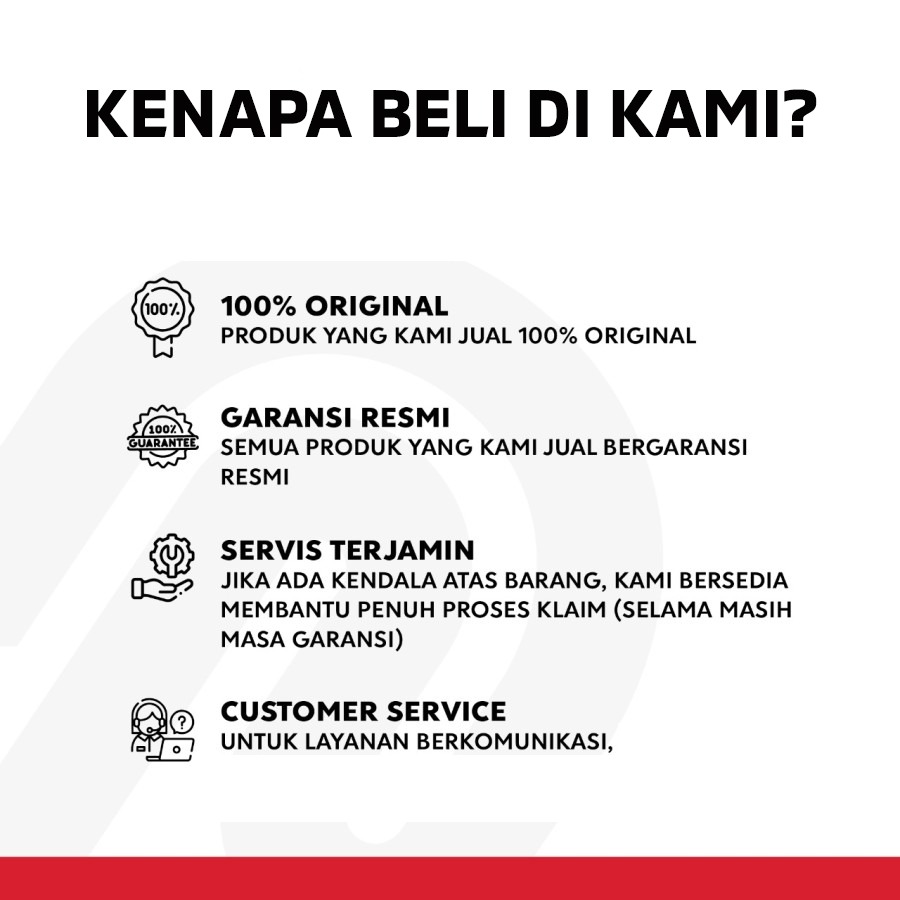 KENAPA BELI DI KAMI?
100%
100% ORIGINAL
PRODUK YANG KAMI JUAL 100% ORIGINAL
100%
GUARANTEE
GARANSI RESMI
SEMUA PRODUK YANG KAMI JUAL BERGARANSI
RESMI
SERVIS TERJAMIN
JIKA ADA KENDALA ATAS BARANG, KAMI BERSEDIA
MEMBANTU PENUH PROSES KLAIM (SELAMA MASIH
MASA GARANSI)
?
CUSTOMER SERVICE
UNTUK LAYANAN BERKOMUNIKASI,